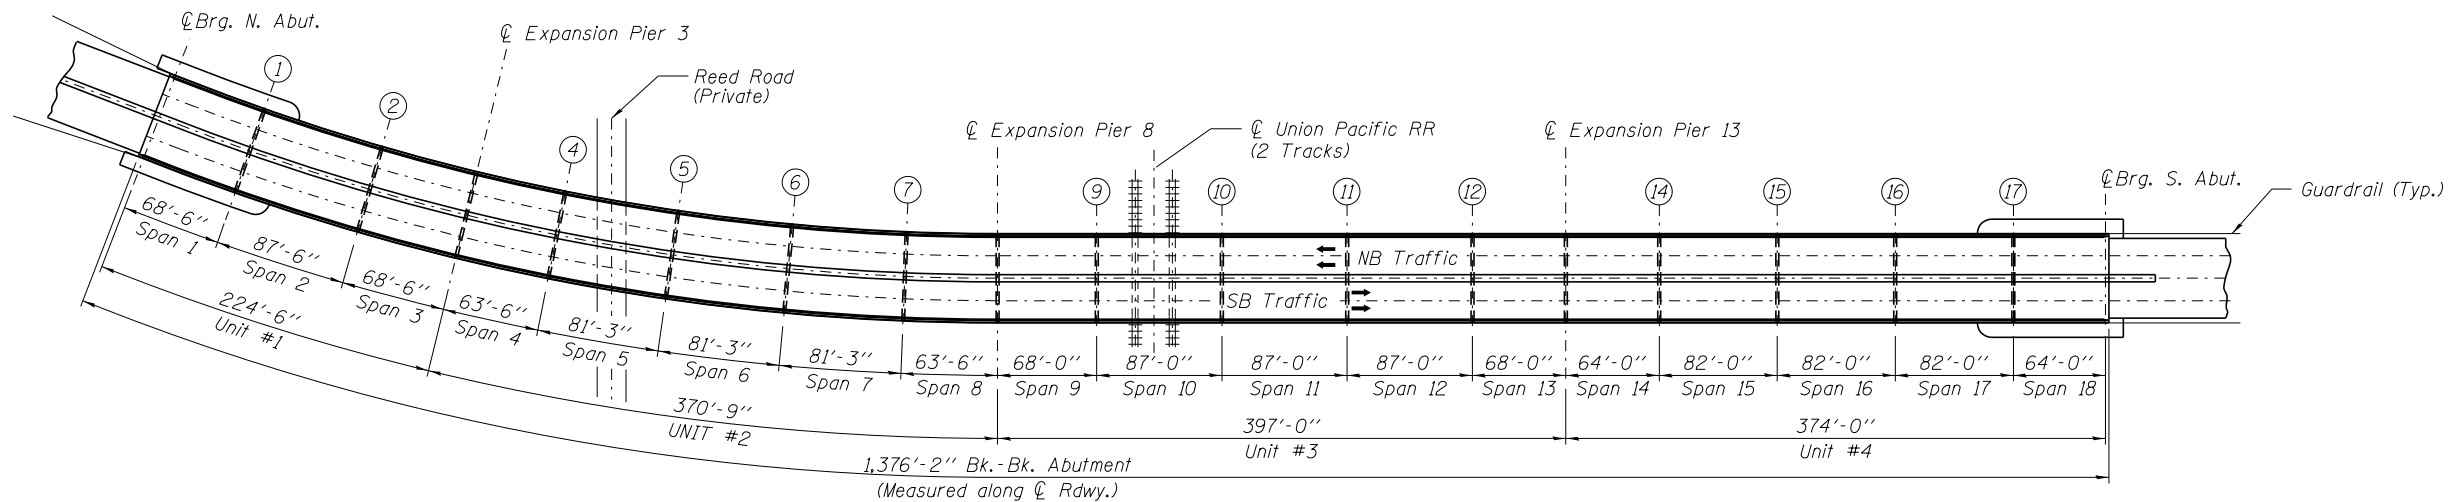 ℄ Brg. N. Abut.
℄ Expansion Pier 3
Reed Road
(Private)
℄ Expansion Pier 8
℄ Union Pacific RR
(2 Tracks)
℄ Expansion Pier 13
℄ Brg. S. Abut.
Guardrail (Typ.)
1
2
4
5
6
7
9
10
11
12
14
15
16
17
NB Traffic
SB Traffic
68'-6"
Span 1
87'-6"
Span 2
68'-6"
Span 3
63'-6"
Span 4
81'-3"
Span 5
81'-3"
Span 6
81'-3"
Span 7
63'-6"
Span 8
68'-0"
Span 9
87'-0"
Span 10
87'-0"
Span 11
87'-0"
Span 12
68'-0"
Span 13
64'-0"
Span 14
82'-0"
Span 15
82'-0"
Span 16
82'-0"
Span 17
64'-0"
Span 18
224'-6"
Unit #1
370'-9"
UNIT #2
397'-0"
Unit #3
374'-0"
Unit #4
1,376'-2" Bk.-Bk. Abutment
(Measured along ℄ Rdwy.)